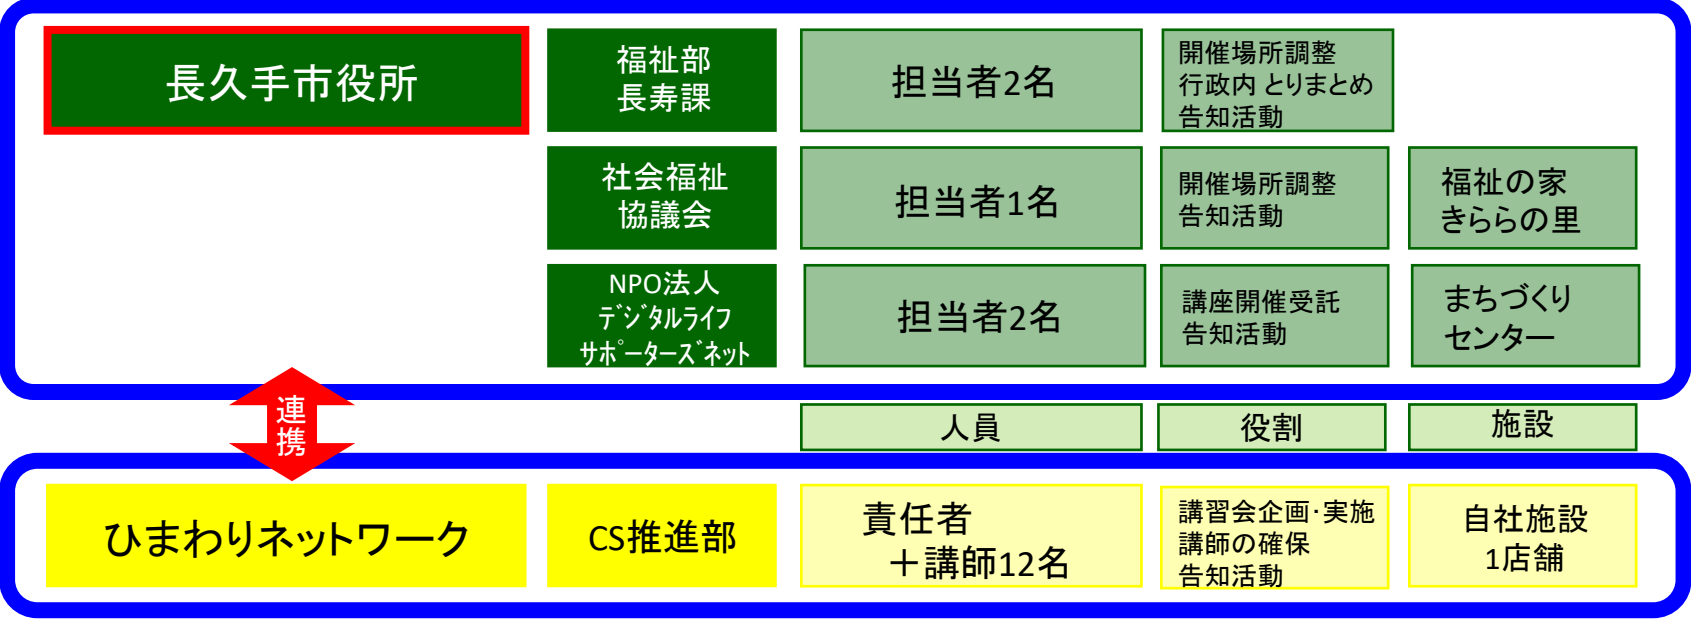 長久手市役所
福祉部
長寿課
担当者2名
開催場所調整
行政内 とりまとめ
告知活動
社会福祉
協議会
担当者1名
開催場所調整
告知活動
福祉の家
きららの里
NPO法人
ﾃﾞｼﾞﾀﾙﾗｲﾌ
ｻﾎﾟｰﾀｰｽﾞﾈｯﾄ
担当者2名
講座開催受託
告知活動
まちづくり
センター
連
携
人員
役割
施設
ひまわりネットワーク
CS推進部
責任者
＋講師12名
講習会企画･実施
講師の確保
告知活動
自社施設
1店舗